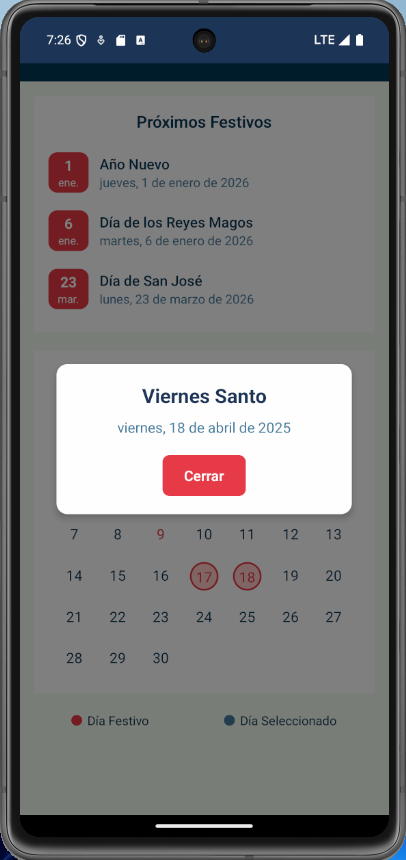 7:26
LTE
Próximos Festivos
1
ene.
Año Nuevo
jueves, 1 de enero de 2026
6
ene.
Día de los Reyes Magos
martes, 6 de enero de 2026
23
mar.
Día de San José
lunes, 23 de marzo de 2026
Viernes Santo
viernes, 18 de abril de 2025
Cerrar
7 8 9 10 11 12 13
14 15 16 17 18 19 20
21 22 23 24 25 26 27
28 29 30
Día Festivo
Día Seleccionado